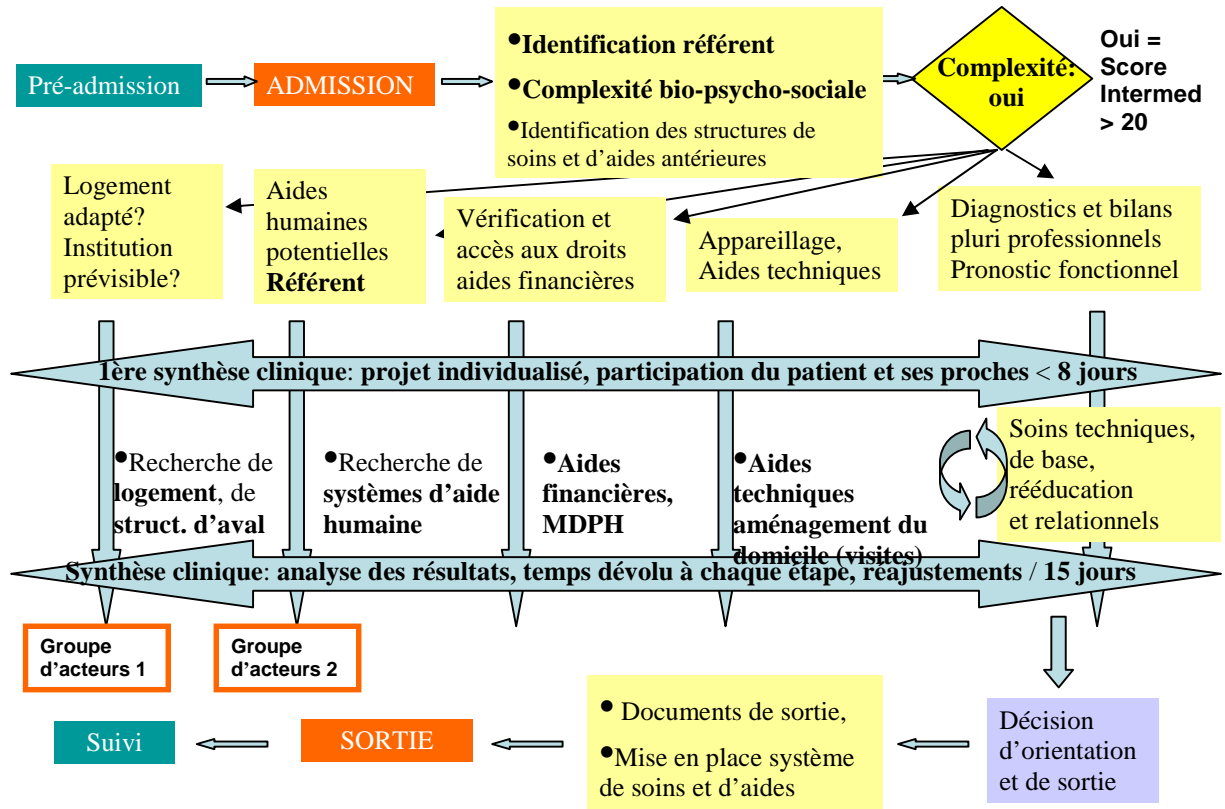 Pré-admission
ADMISSION
•Identification référent
•Complexité bio-psycho-sociale
•Identification des structures de
soins et d’aides antérieures
Complexité:
oui
Oui =
Score
Intermed
> 20
Logement
adapté?
Institution
prévisible?
Aides
humaines
potentielles
Référent
Vérification et
accès aux droits
aides financières
Appareillage,
Aides techniques
Diagnostics et bilans
pluri professionnels
Pronostic fonctionnel
1ère synthèse clinique: projet individualisé, participation du patient et ses proches < 8 jours
•Recherche de
logement, de
struct. d’aval
•Recherche de
systèmes d’aide
humaine
•Aides
financières,
MDPH
•Aides
techniques
aménagement du
domicile (visites)
Soins techniques,
de base,
rééducation
et relationnels
Synthèse clinique: analyse des résultats, temps dévolu à chaque étape, réajustements / 15 jours
Groupe
d’acteurs 1
Groupe
d’acteurs 2
Suivi
SORTIE
• Documents de sortie,
•Mise en place système
de soins et d’aides
Décision
d’orientation
et de sortie